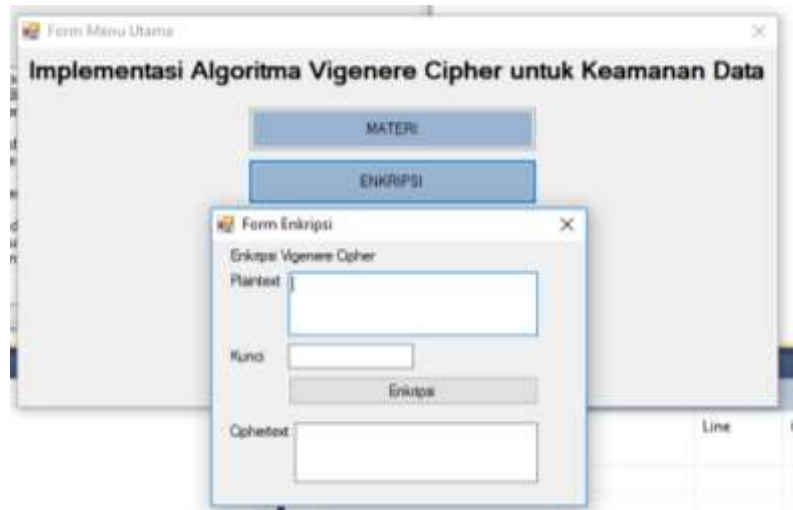 Form Menu Utama
Implementasi Algoritma Vigenere Cipher untuk Keamanan Data
MATERI
ENKRIPSI
Form Enkripsi
Enkripsi Vigenere Cipher
Plaintext
Kunci
Enkripsi
Ciphertext
Line